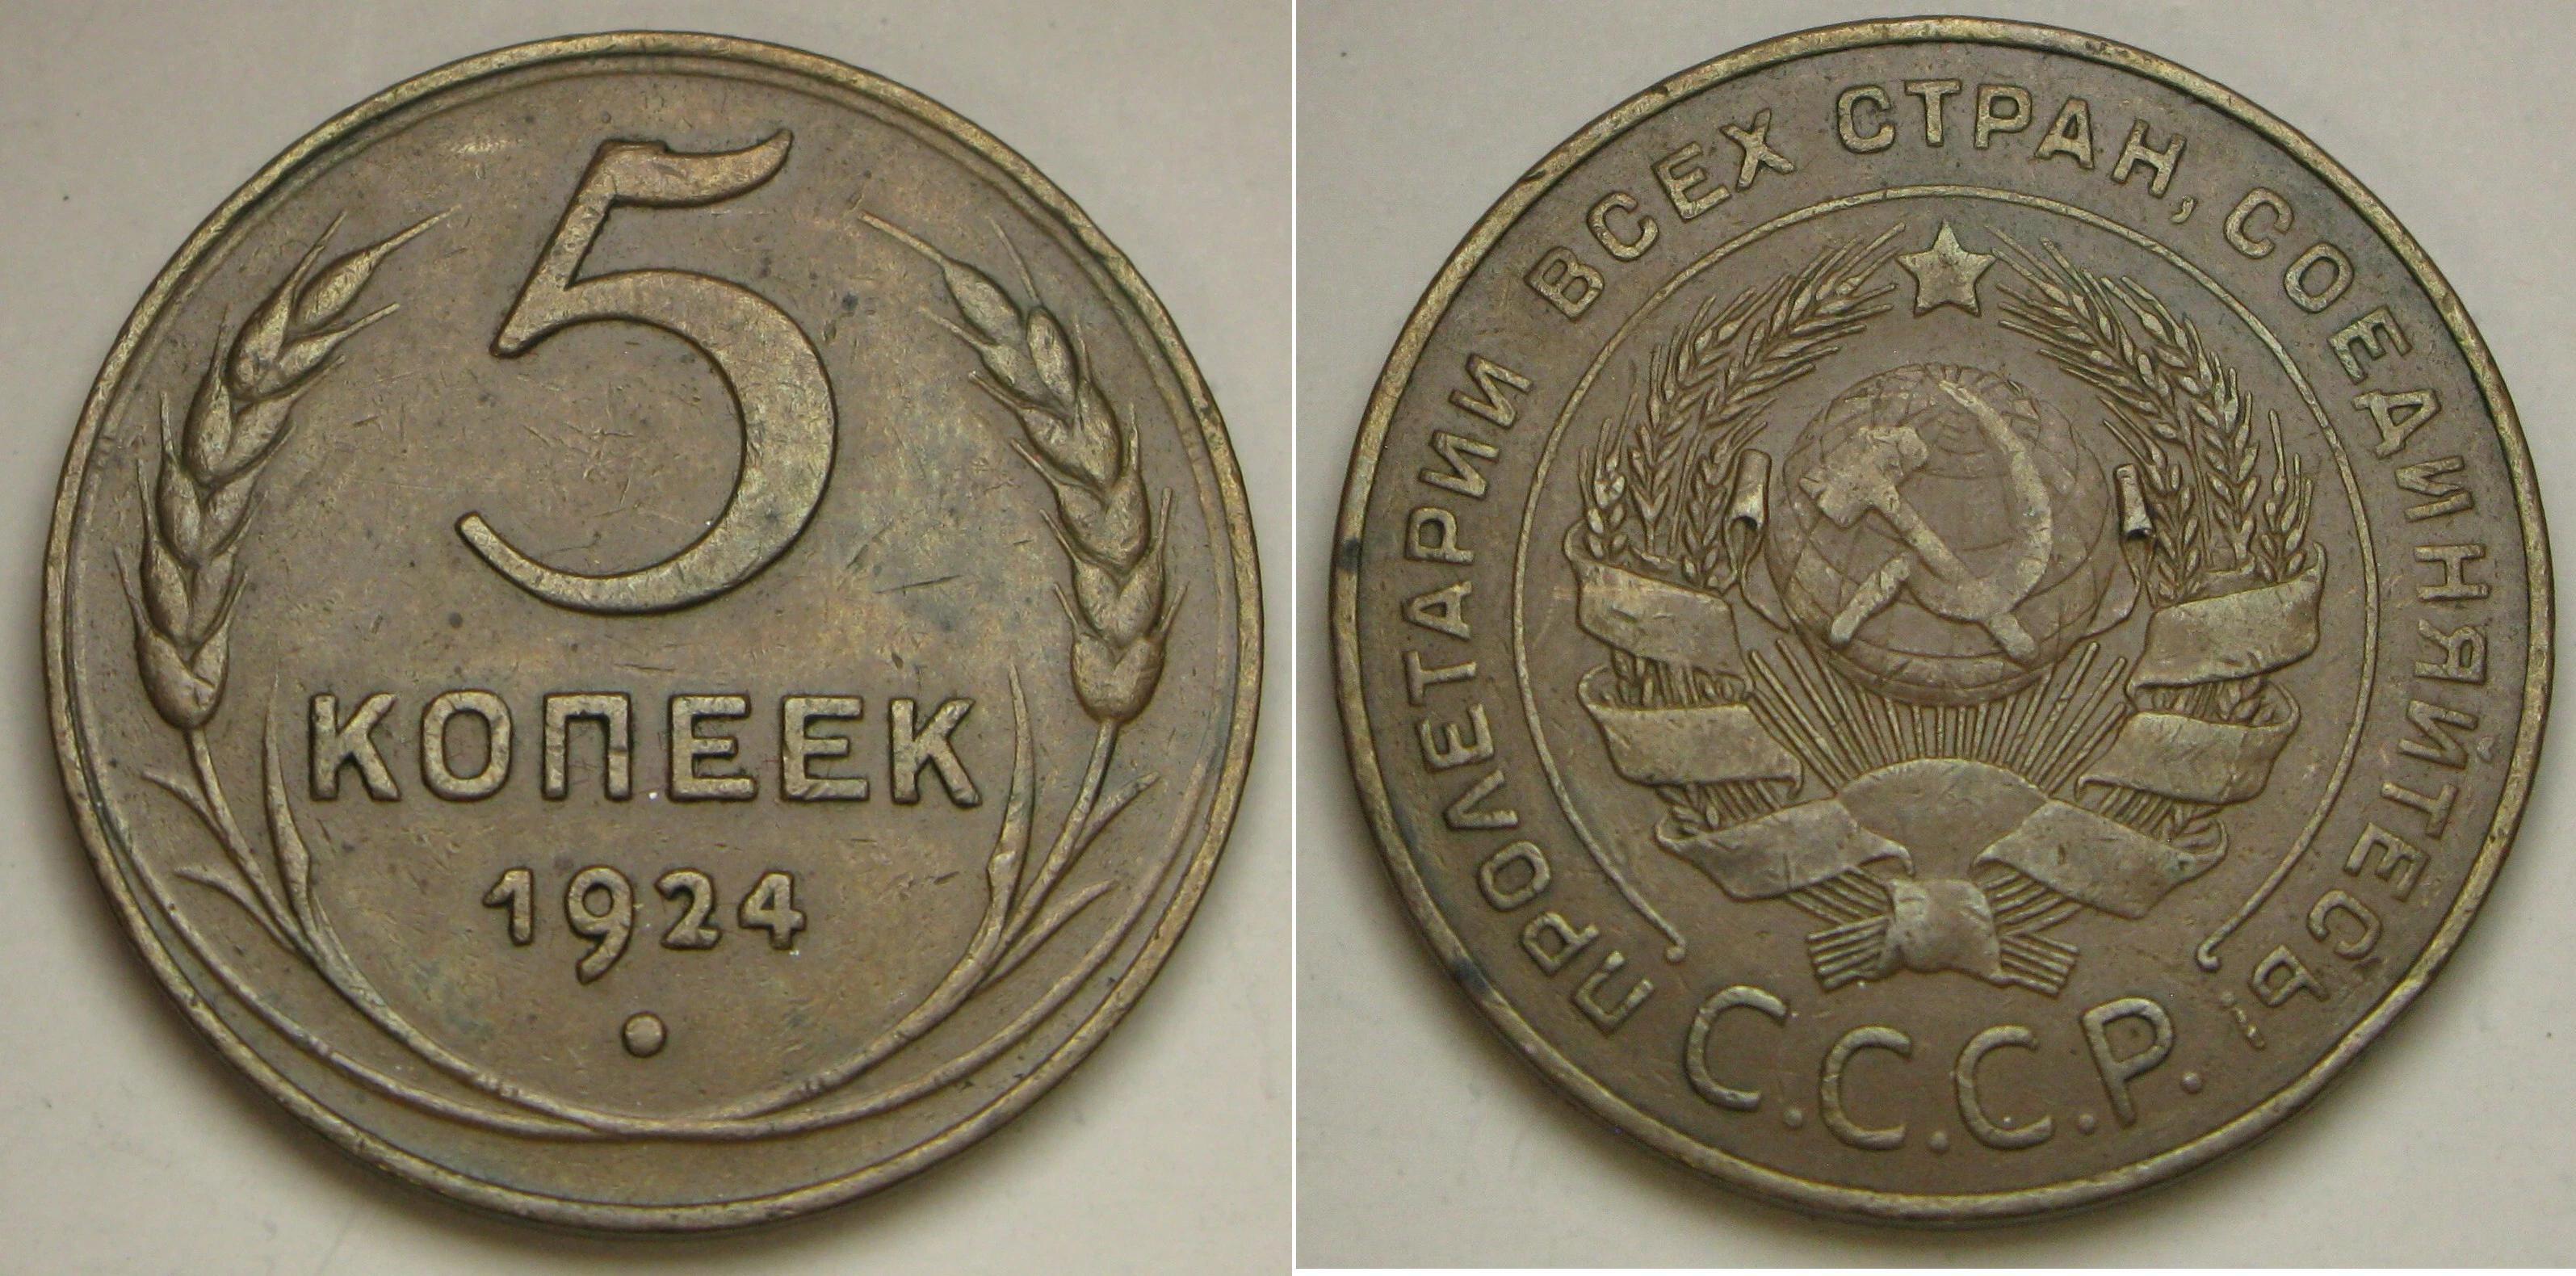 5
КОПЕЕК
1924
ПРОЛЕТАРИИ ВСЕХ СТРАН, СОЕДИНЯЙТЕСЬ!
С.С.С.Р.